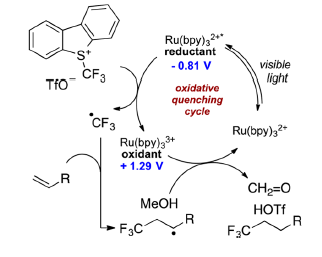 S⁺
CF₃
TfO⁻
Ru(bpy)₃²⁺*
reductant
- 0.81 V
visible
light
oxidative
quenching
cycle
•CF₃
Ru(bpy)₃³⁺
oxidant
+ 1.29 V
Ru(bpy)₃²⁺
R
MeOH
CH₂=O
HOTf
F₃C
R
F₃C
R